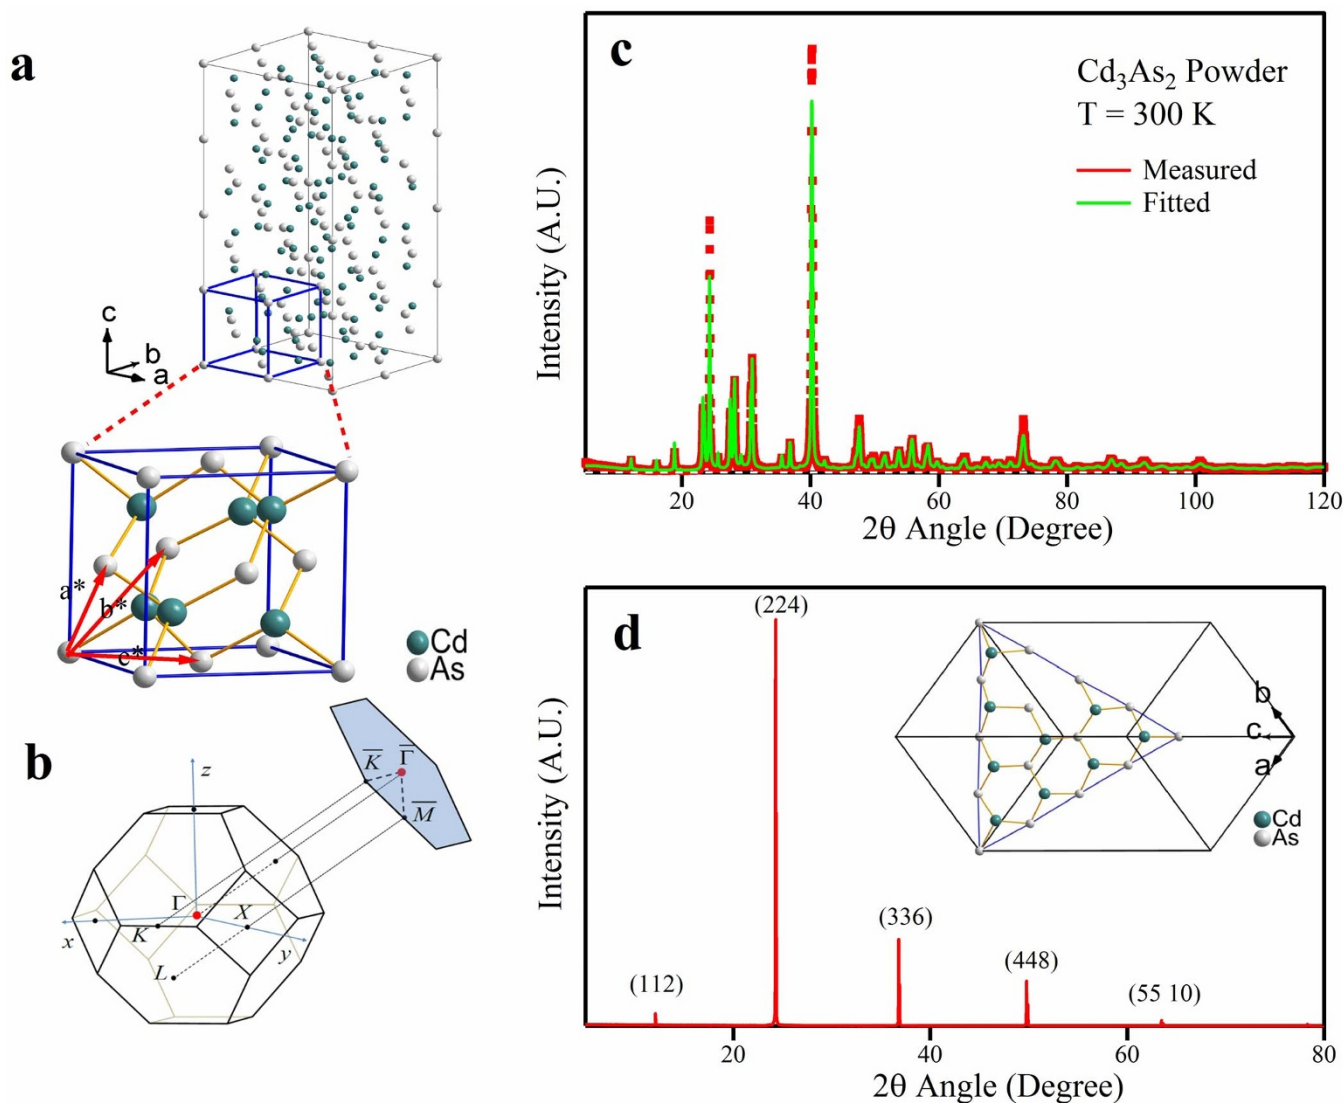 a
c
b
a
a*
b*
c*
Cd
As
b
z
K̅
Γ̅
M̅
Γ
X
x
K
y
L
c
Cd₃As₂ Powder
T = 300 K
Measured
Fitted
Intensity (A.U.)
20 40 60 80 100 120
2θ Angle (Degree)
d
(224)
(336)
(448)
(112)
(55 10)
b
c
a
Cd
As
Intensity (A.U.)
20 40 60 80
2θ Angle (Degree)